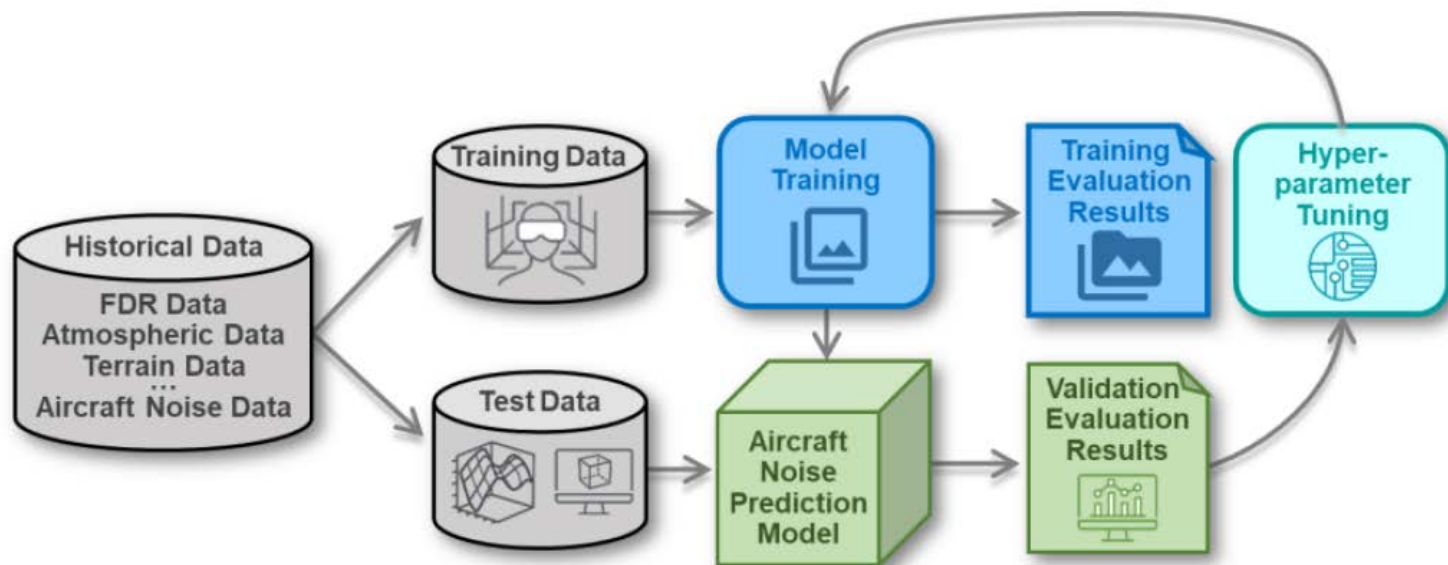 Historical Data
FDR Data
Atmospheric Data
Terrain Data
...
Aircraft Noise Data
Training Data
Test Data
Model
Training
Aircraft
Noise
Prediction
Model
Training
Evaluation
Results
Validation
Evaluation
Results
Hyper-
parameter
Tuning